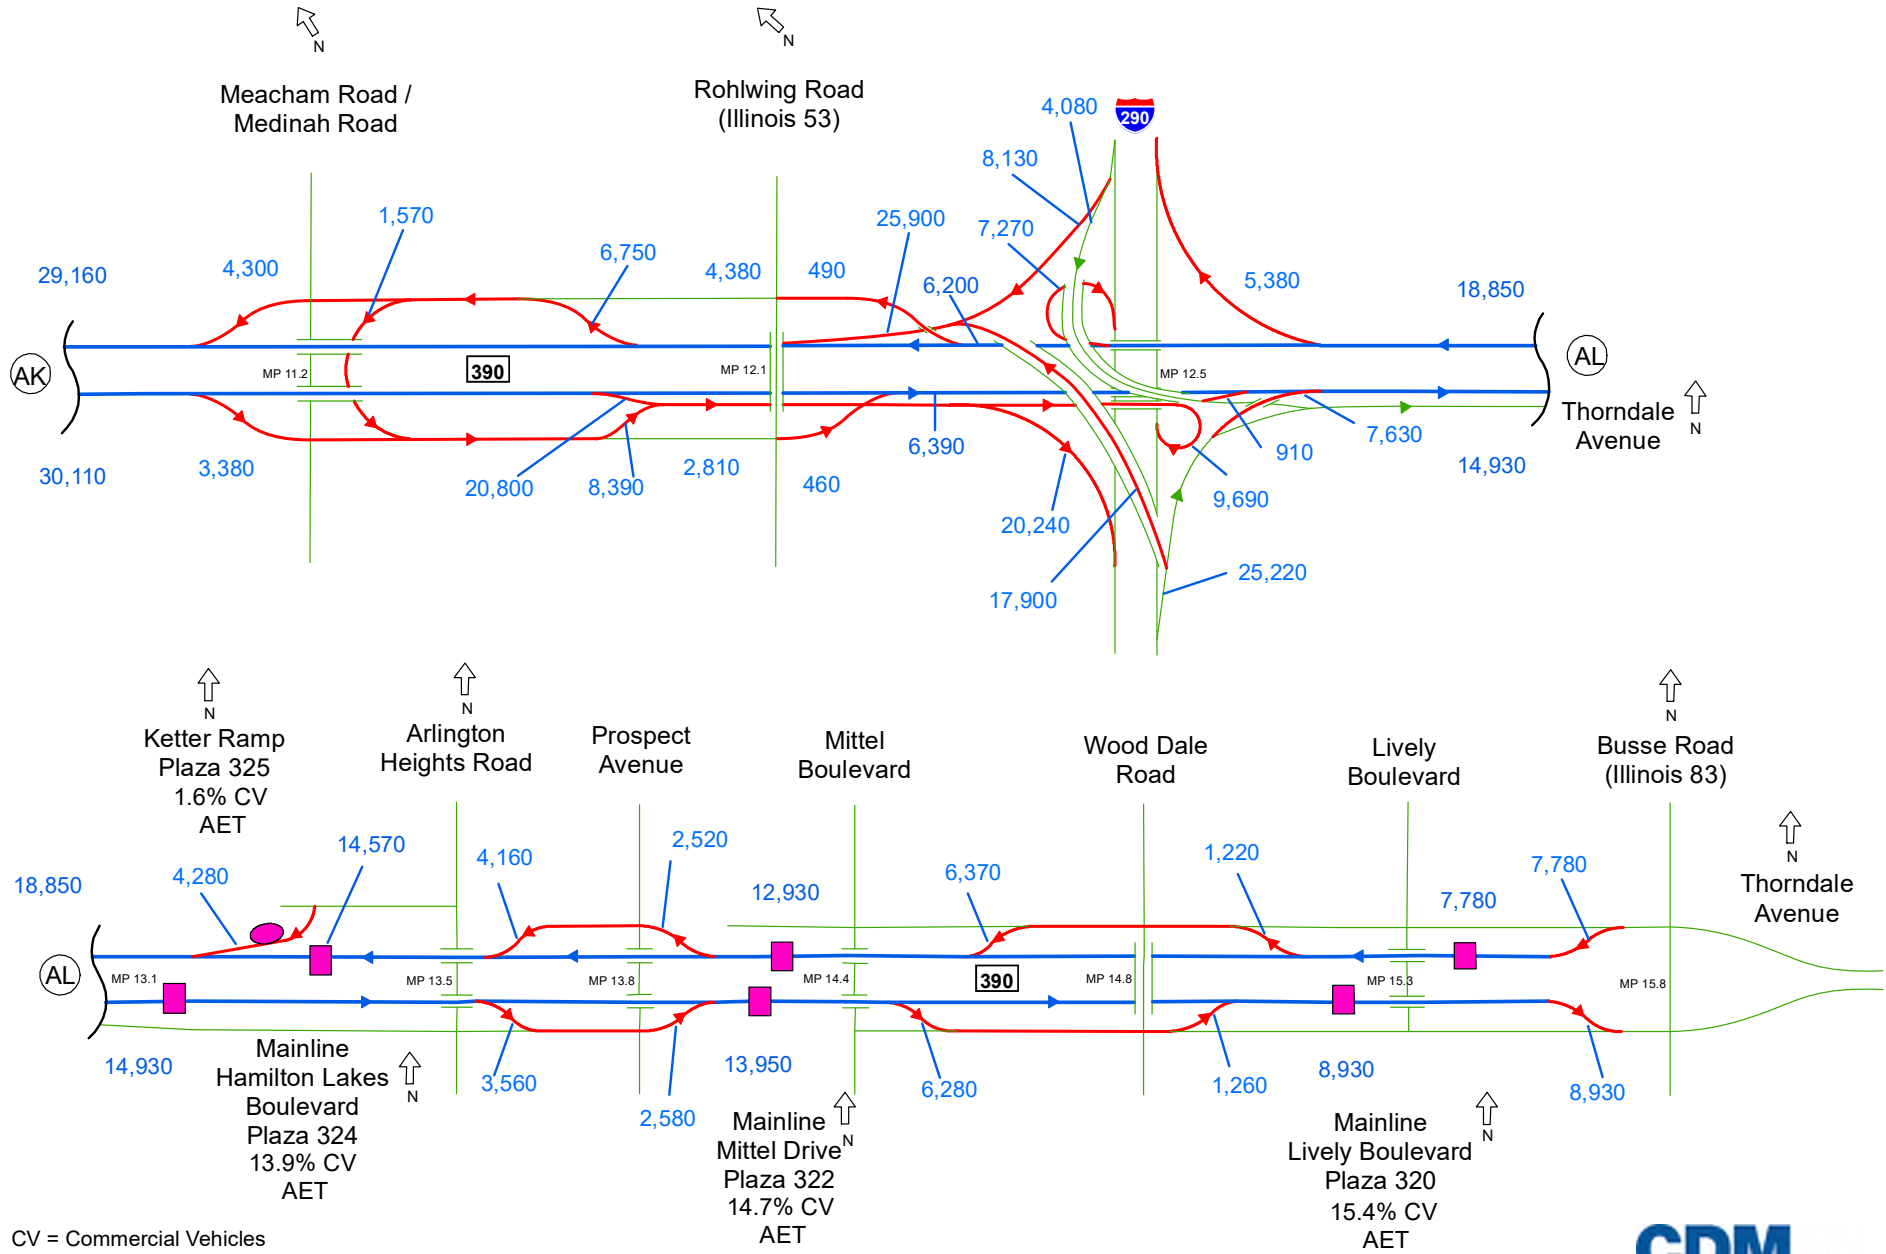 N
N
Meacham Road /
Medinah Road
Rohlwing Road
(Illinois 53)
4,080
290
8,130
1,570
25,900
7,270
29,160
4,300
6,750
4,380
490
6,200
5,380
18,850
AK
MP 11.2
390
MP 12.1
MP 12.5
AL
Thorndale
Avenue
N
30,110
3,380
20,800
8,390
2,810
460
6,390
910
7,630
14,930
9,690
20,240
17,900
25,220
N
N
N
Ketter Ramp
Plaza 325
1.6% CV
AET
Arlington
Heights Road
Prospect
Avenue
Mittel
Boulevard
Wood Dale
Road
Lively
Boulevard
Busse Road
(Illinois 83)
N
Thorndale
Avenue
18,850
4,280
14,570
4,160
2,520
12,930
6,370
1,220
7,780
7,780
AL
MP 13.1
MP 13.5
MP 13.8
MP 14.4
390
MP 14.8
MP 15.3
MP 15.8
14,930
3,560
2,580
13,950
6,280
1,260
8,930
8,930
Mainline
Hamilton Lakes
Boulevard
Plaza 324
13.9% CV
AET
N
Mainline
Mittel Drive
Plaza 322
14.7% CV
AET
N
Mainline
Lively Boulevard
Plaza 320
15.4% CV
AET
N
CV = Commercial Vehicles
CDM